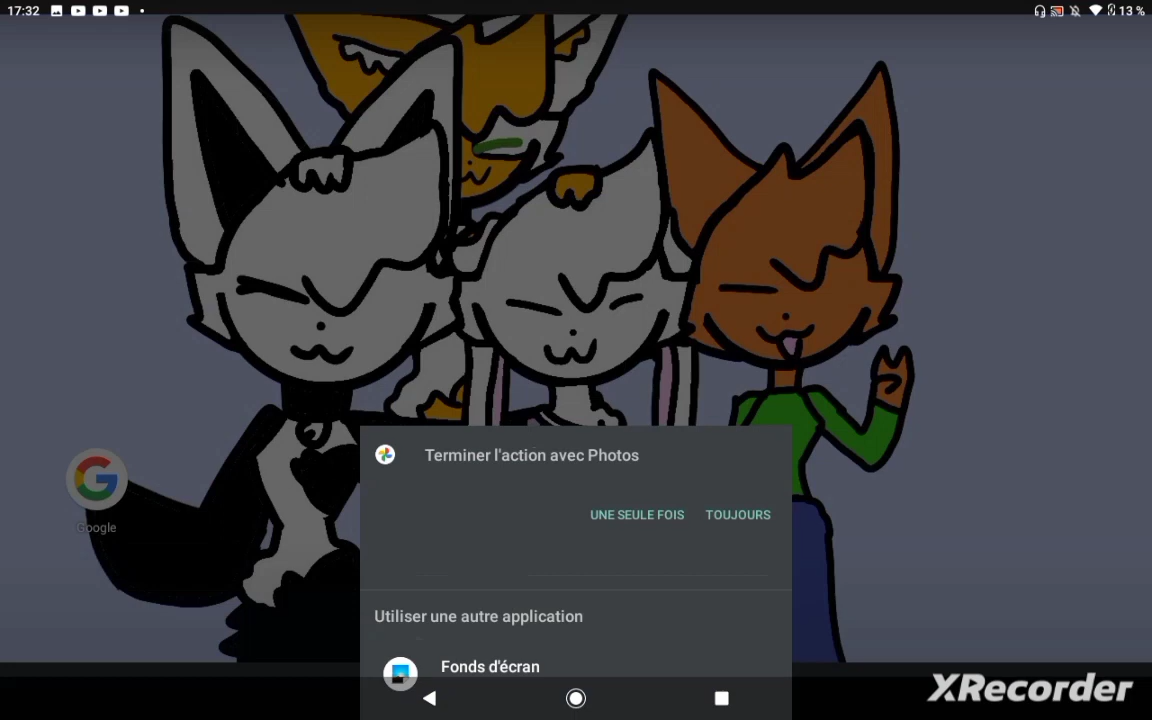 17:32
13 %
Google
Terminer l'action avec Photos
UNE SEULE FOIS TOUJOURS
Utiliser une autre application
Fonds d'écran
XRecorder